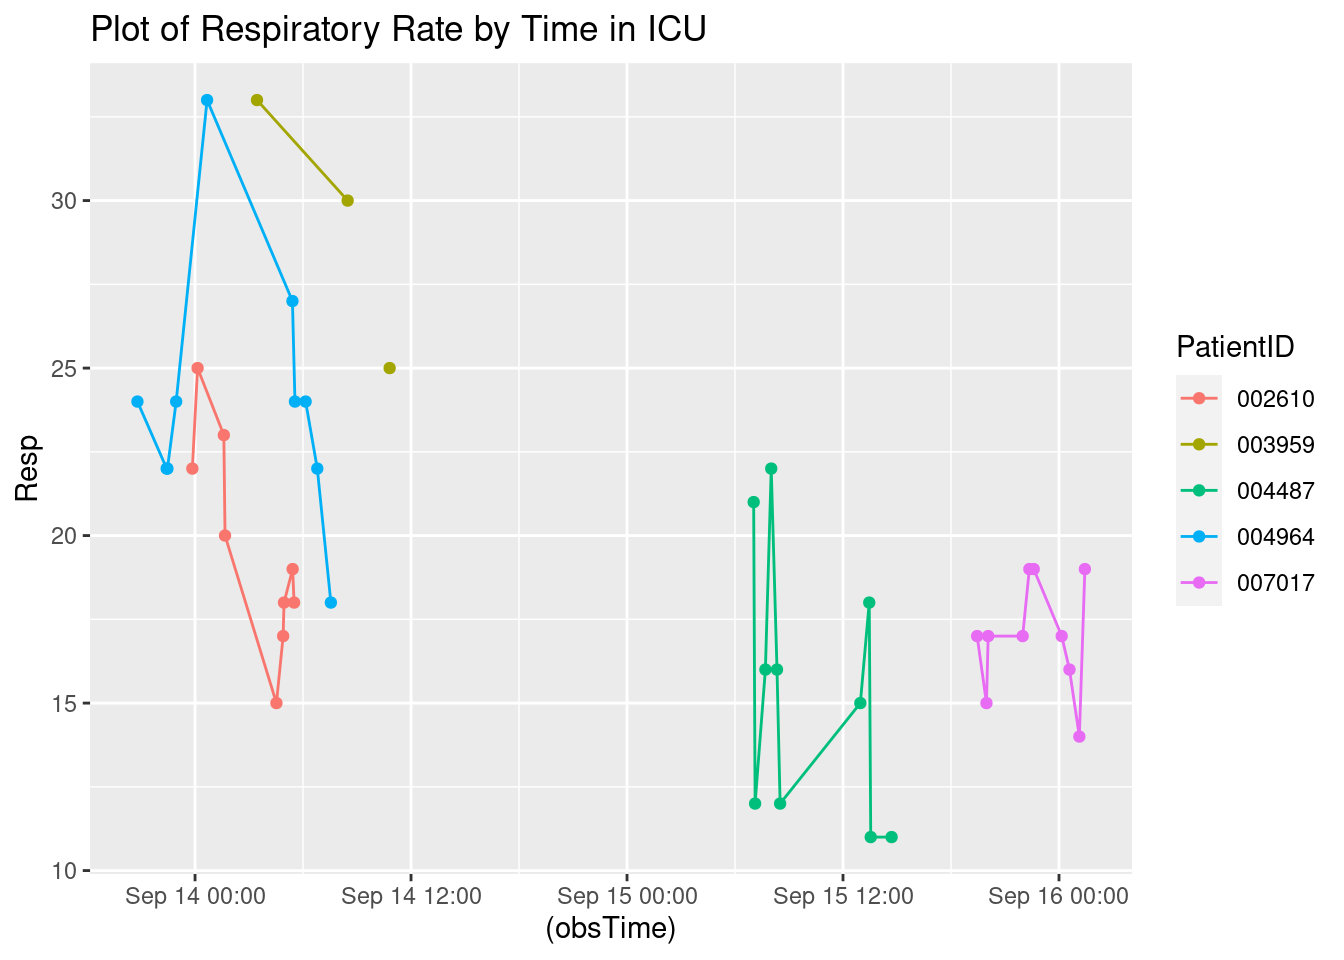 Plot of Respiratory Rate by Time in ICU
Resp
30
25
20
15
10
Sep 14 00:00 Sep 14 12:00 Sep 15 00:00 Sep 15 12:00 Sep 16 00:00
(obsTime)
PatientID
002610
003959
004487
004964
007017